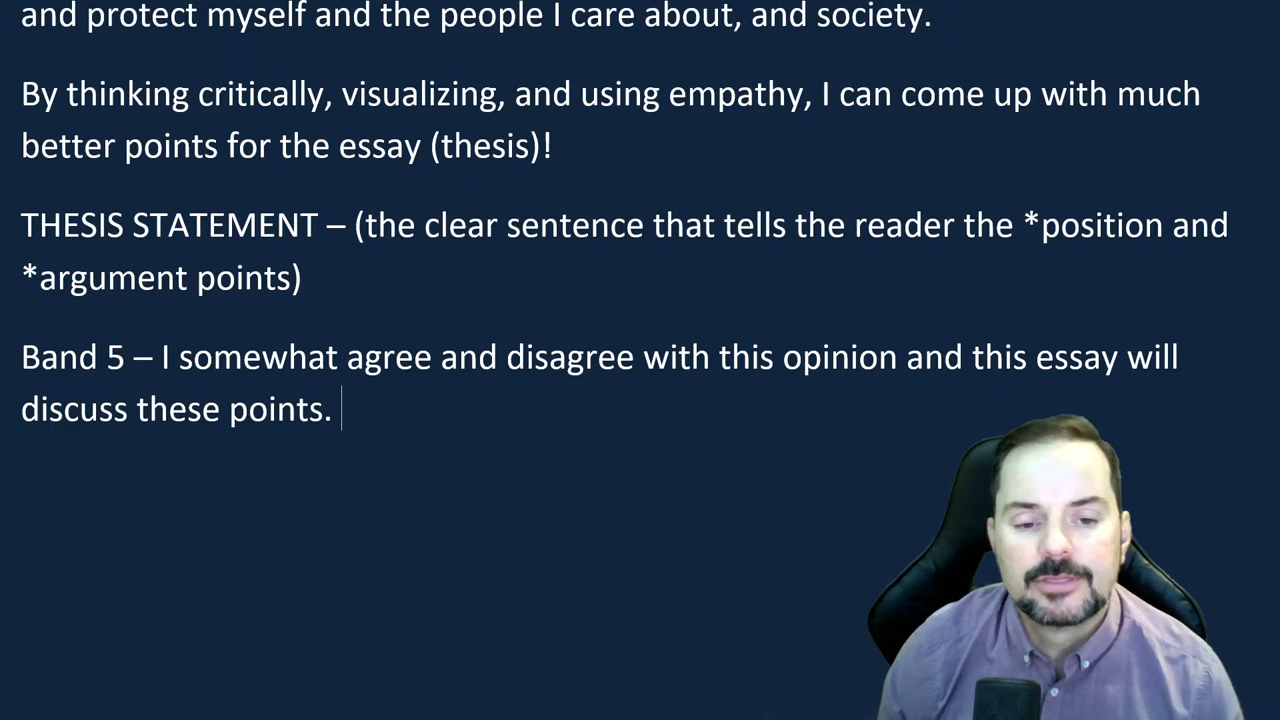 and protect myself and the people I care about, and society.
By thinking critically, visualizing, and using empathy, I can come up with much
better points for the essay (thesis)!
THESIS STATEMENT – (the clear sentence that tells the reader the *position and
*argument points)
Band 5 – I somewhat agree and disagree with this opinion and this essay will
discuss these points.